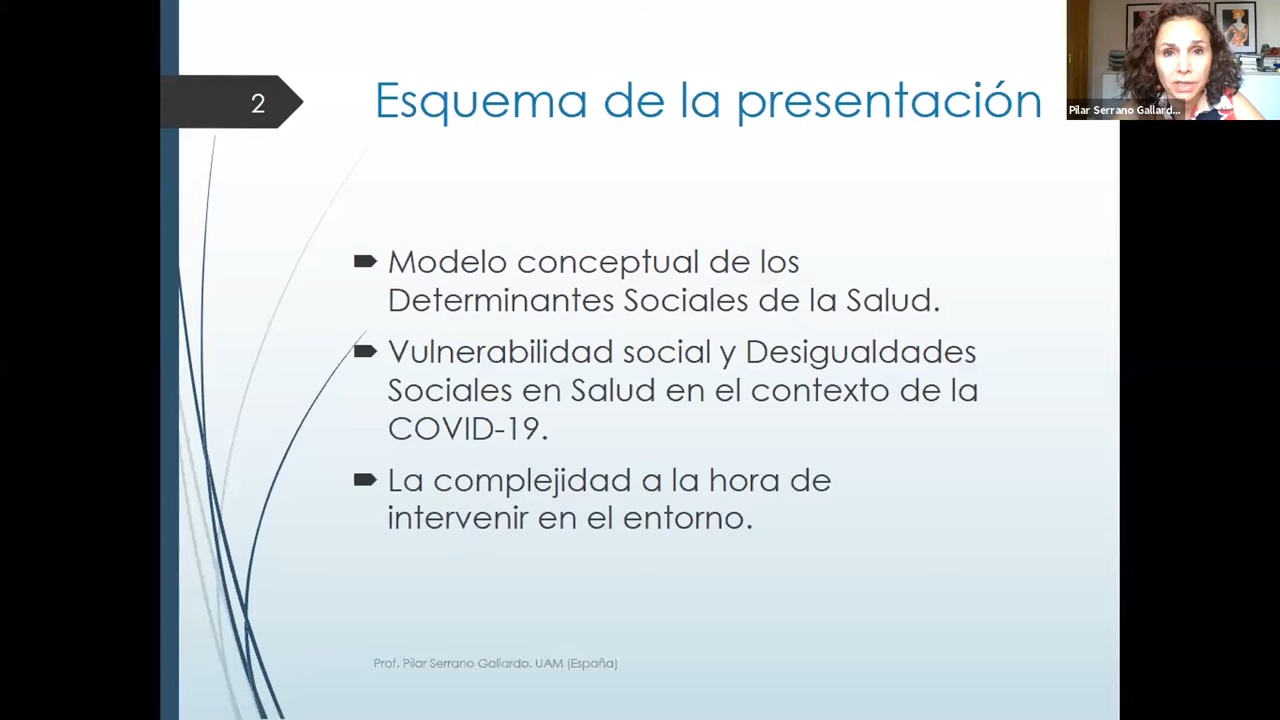 2
Esquema de la presentación
Pilar Serrano Gallard...
Modelo conceptual de los
Determinantes Sociales de la Salud.
Vulnerabilidad social y Desigualdades
Sociales en Salud en el contexto de la
COVID-19.
La complejidad a la hora de
intervenir en el entorno.
Prof. Pilar Serrano Gallardo. UAM (España)